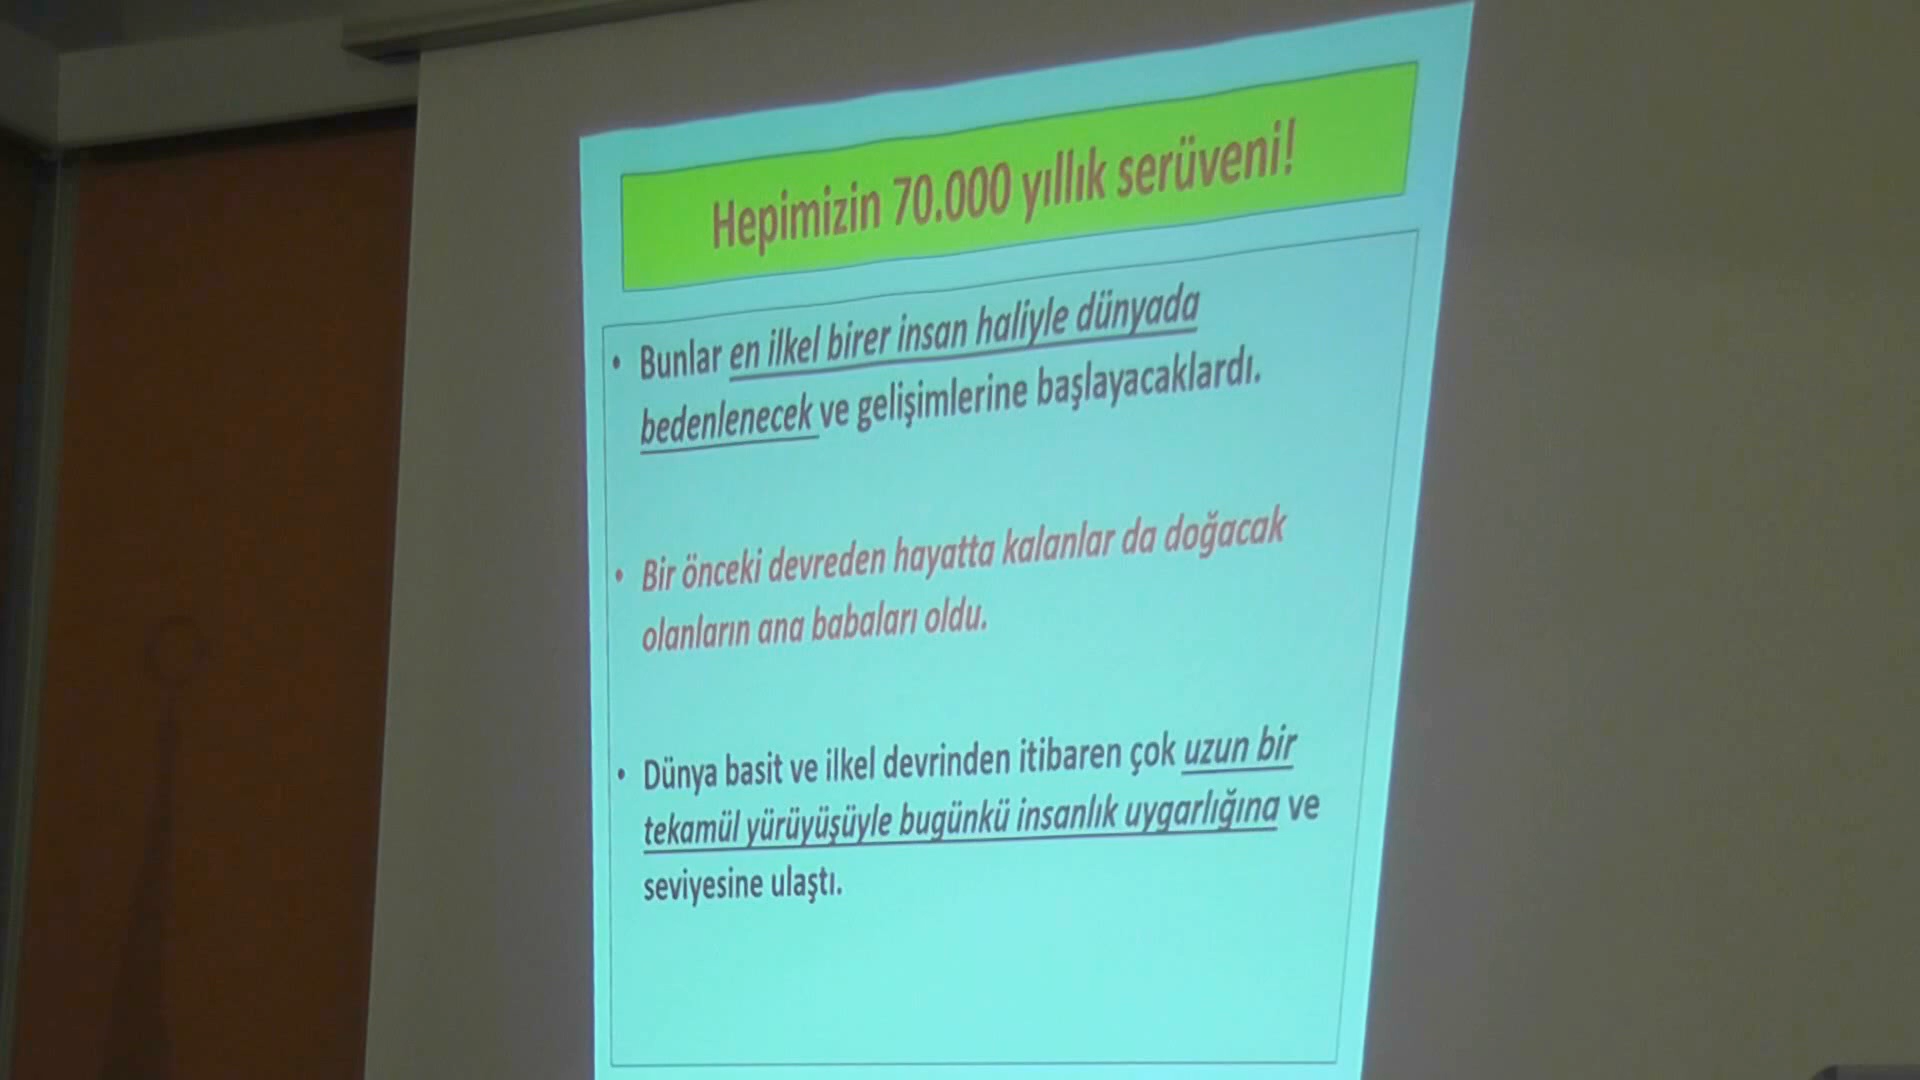 Hepimizin 70.000 yıllık serüveni!
• Bunlar en ilkel birer insan haliyle dünyada
bedenlenecek ve gelişimlerine başlayacaklardı.
• Bir önceki devreden hayatta kalanlar da doğacak
olanların ana babaları oldu.
• Dünya basit ve ilkel devrinden itibaren çok uzun bir
tekamül yürüyüşüyle bugünkü insanlık uygarlığına ve
seviyesine ulaştı.